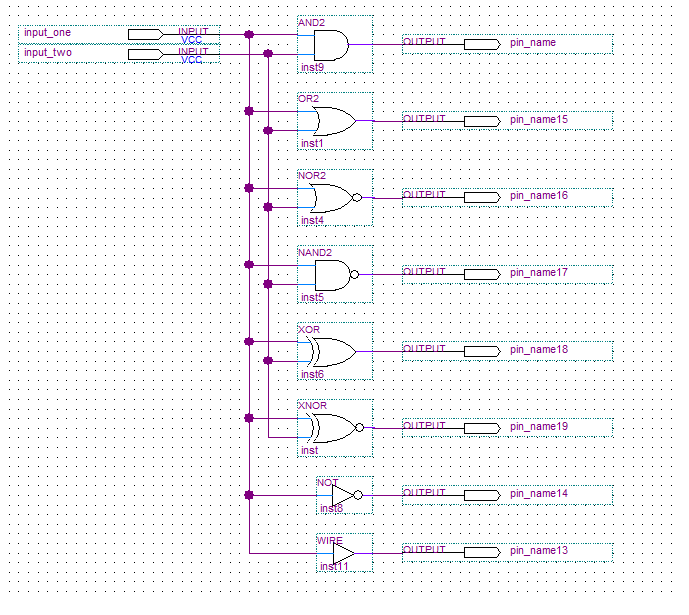 input_one INPUT VCC
input_two INPUT VCC
AND2
inst9
OUTPUT pin_name
OR2
inst1
OUTPUT pin_name15
NOR2
inst4
OUTPUT pin_name16
NAND2
inst5
OUTPUT pin_name17
XOR
inst6
OUTPUT pin_name18
XNOR
inst
OUTPUT pin_name19
NOT
inst8
OUTPUT pin_name14
WIRE
inst11
OUTPUT pin_name13